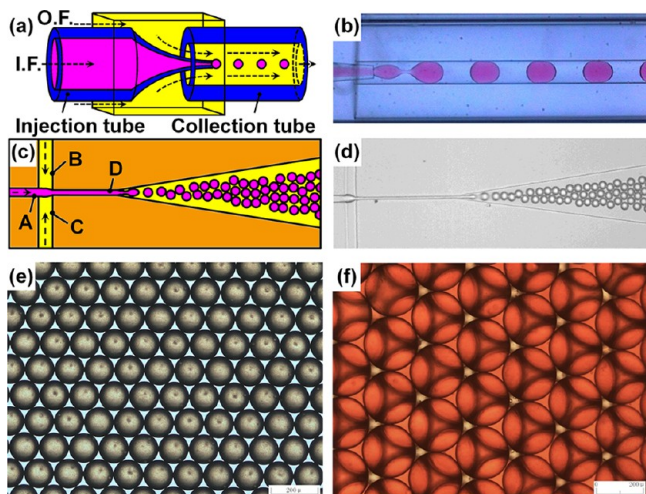 (a) O.F.
I.F.
Injection tube Collection tube
(b)
(c)
B
D
A
C
(d)
(e)
(f)